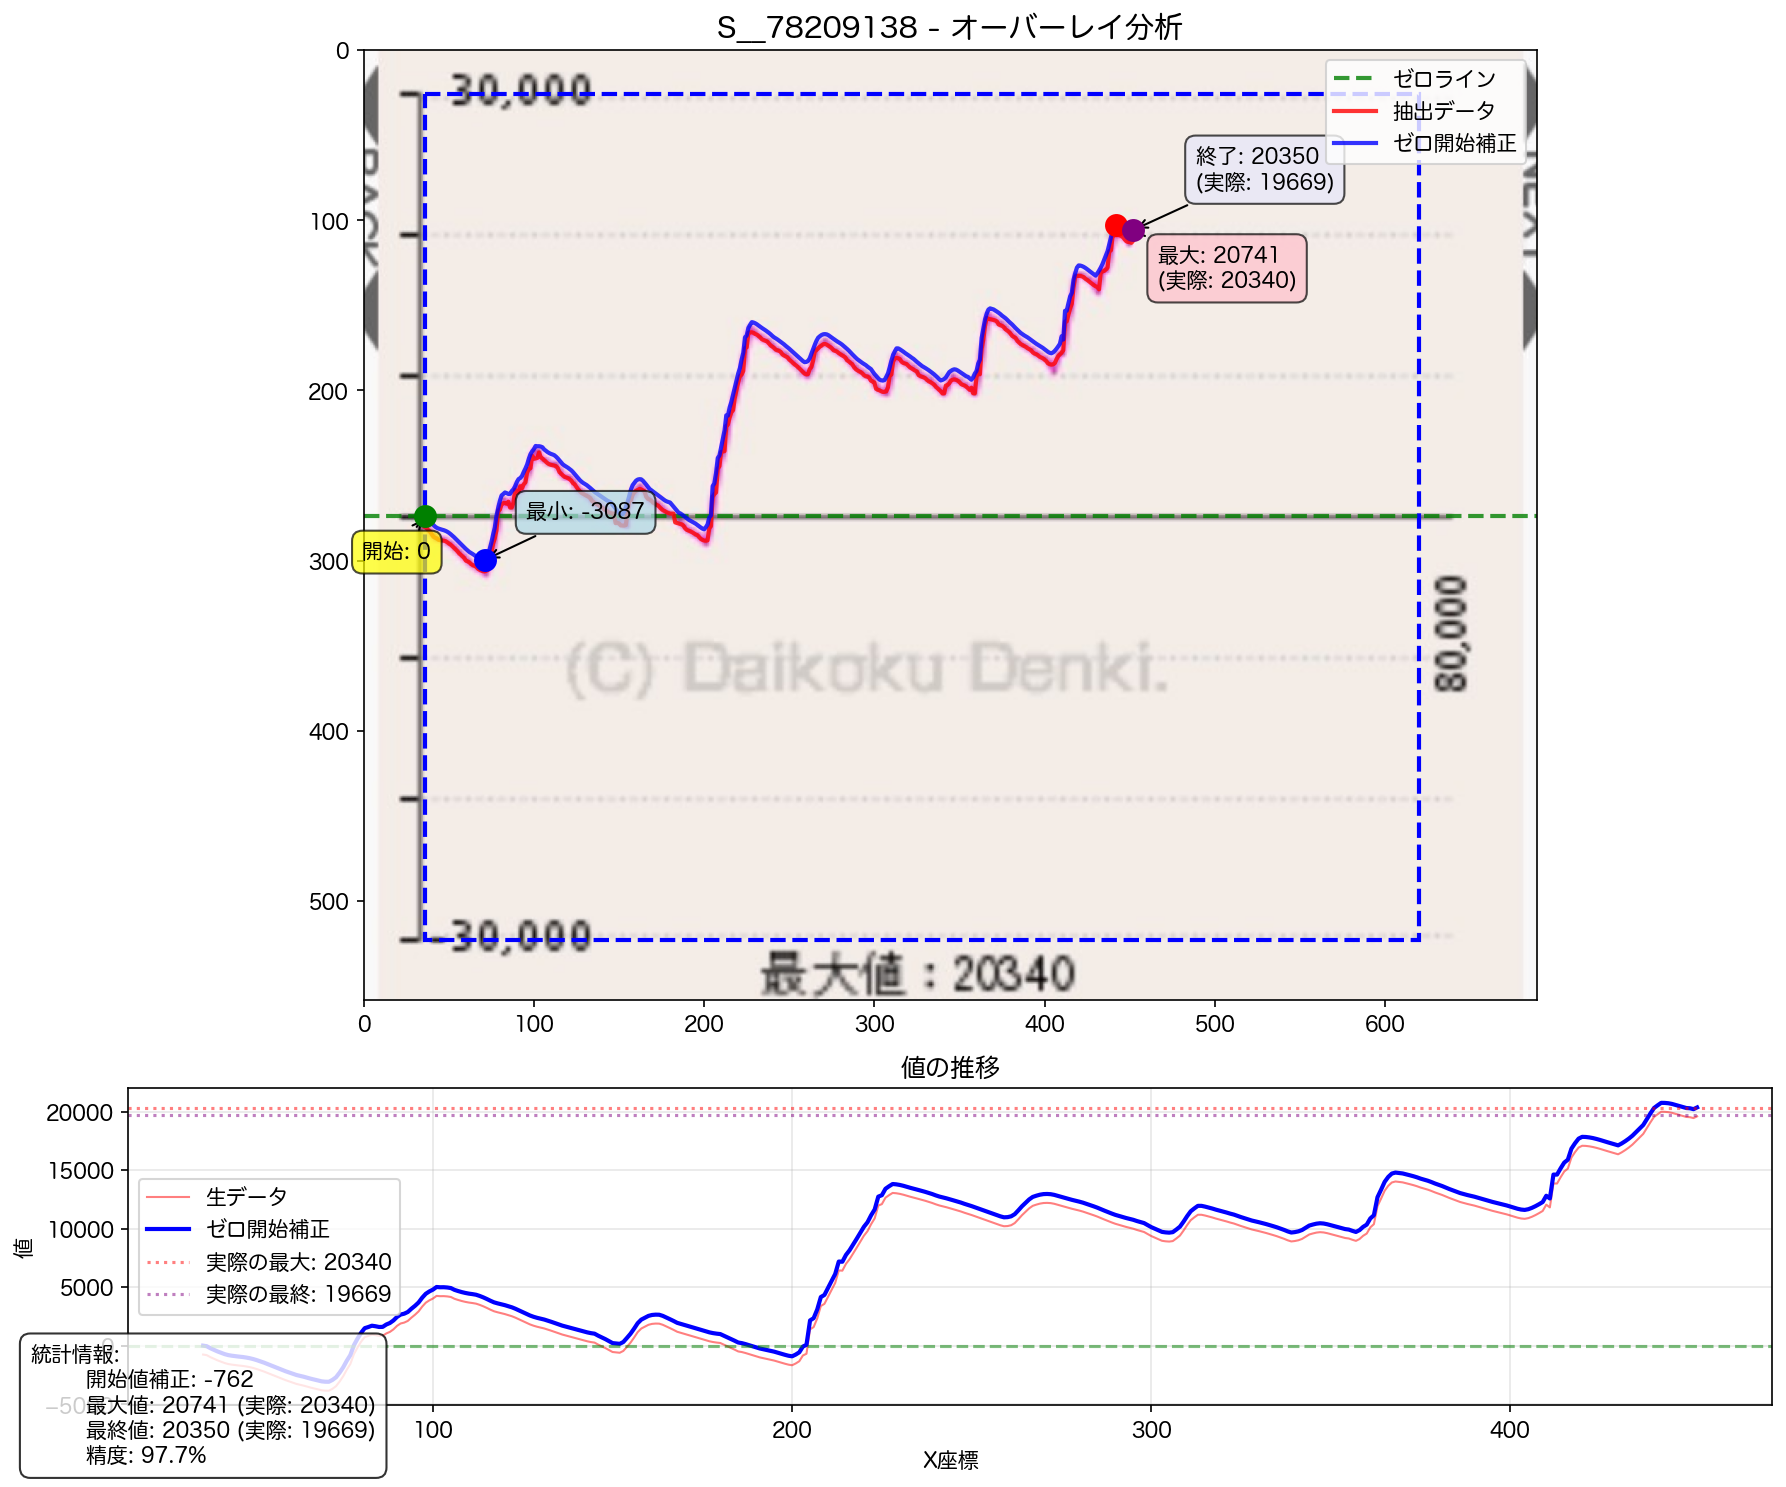 S__78209138 - オーバーレイ分析
0
100
200
300
400
500
0
100
200
300
400
500
600
30,000
-30,000
80,000
BACK
NEXT
(C) Daikoku Denki.
最大値：20340
ゼロライン
抽出データ
ゼロ開始補正
終了: 20350
(実際: 19669)
最大: 20741
(実際: 20340)
最小: -3087
開始: 0
値の推移
20000
15000
10000
5000
0
値
生データ
ゼロ開始補正
実際の最大: 20340
実際の最終: 19669
統計情報:
開始値補正: -762
最大値: 20741 (実際: 20340)
最終値: 20350 (実際: 19669)
精度: 97.7%
100
200
300
400
X座標